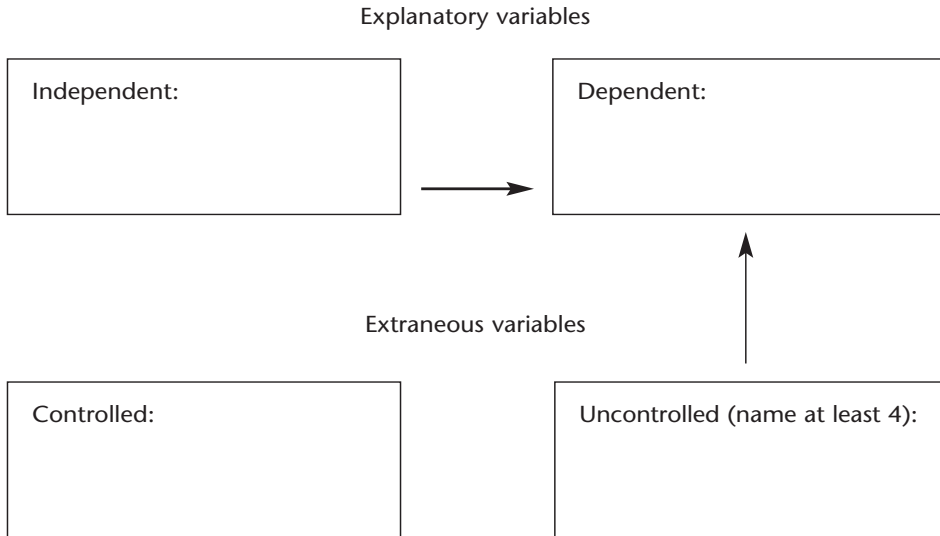 Explanatory variables
Independent:
Dependent:
Extraneous variables
Controlled:
Uncontrolled (name at least 4):